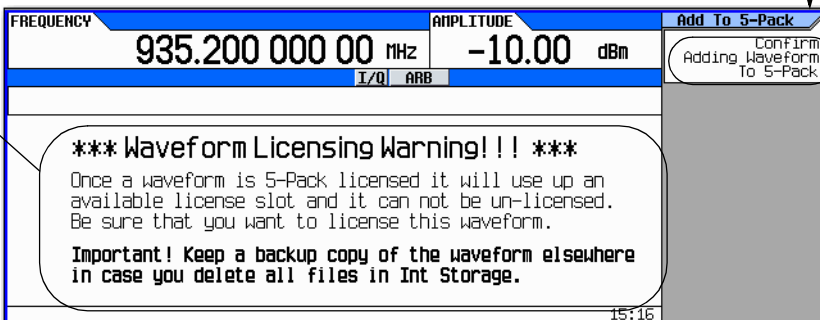 FREQUENCY
AMPLITUDE
Add To 5-Pack
935.200 000 00 MHz
-10.00 dBm
Confirm
Adding Waveform
To 5-Pack
I/Q ARB
*** Waveform Licensing Warning!!! ***
Once a waveform is 5-Pack licensed it will use up an
available license slot and it can not be un-licensed.
Be sure that you want to license this waveform.
Important! Keep a backup copy of the waveform elsewhere
in case you delete all files in Int Storage.
15:16